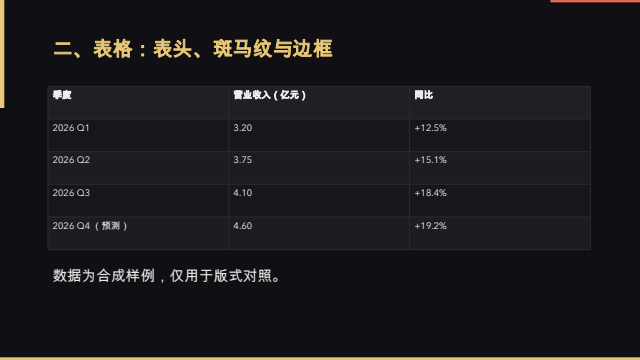 二、表格：表头、斑马纹与边框
季度 营业收入（亿元） 同比
2026 Q1 3.20 +12.5%
2026 Q2 3.75 +15.1%
2026 Q3 4.10 +18.4%
2026 Q4（预测） 4.60 +19.2%
数据为合成样例，仅用于版式对照。